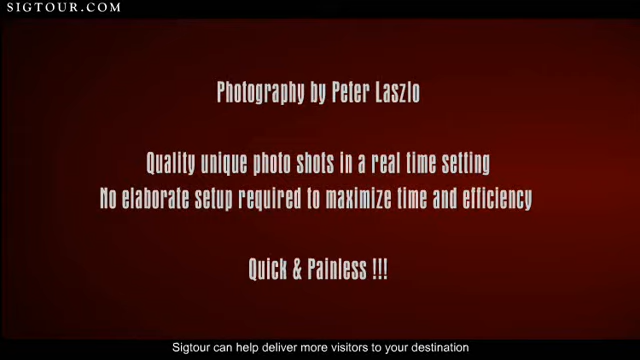 SIGTOUR.COM
Photography by Peter Laszlo
Quality unique photo shots in a real time setting
No elaborate setup required to maximize time and efficiency
Quick & Painless !!!
Sigtour can help deliver more visitors to your destination